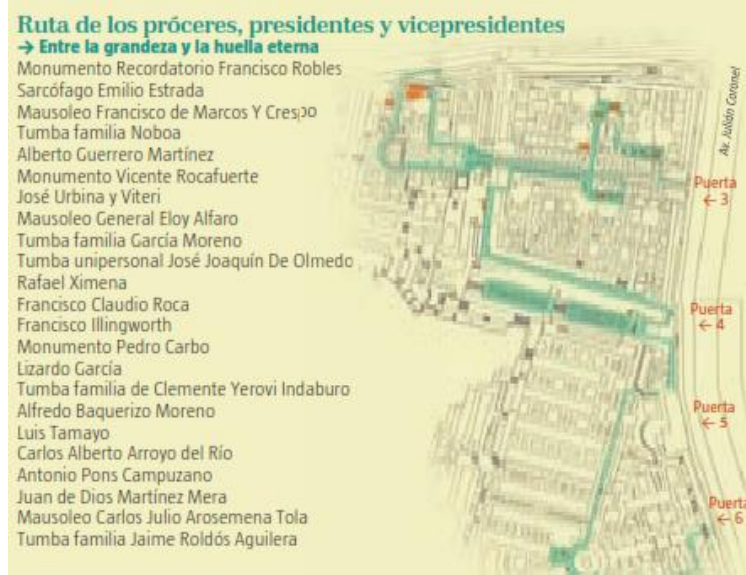 Ruta de los próceres, presidentes y vicepresidentes
→ Entre la grandeza y la huella eterna
Monumento Recordatorio Francisco Robles
Sarcófago Emilio Estrada
Mausoleo Francisco de Marcos Y Crespo
Tumba familia Noboa
Alberto Guerrero Martínez
Monumento Vicente Rocafuerte
José Urbina y Viteri
Mausoleo General Eloy Alfaro
Tumba familia García Moreno
Tumba unipersonal José Joaquín De Olmedo
Rafael Ximena
Francisco Claudio Roca
Francisco Illingworth
Monumento Pedro Carbo
Lizardo García
Tumba familia de Clemente Yerovi Indaburo
Alfredo Baquerizo Moreno
Luis Tamayo
Carlos Alberto Arroyo del Río
Antonio Pons Campuzano
Juan de Dios Martínez Mera
Mausoleo Carlos Julio Arosemena Tola
Tumba familia Jaime Roldós Aguilera
Av. Julián Coronel
Puerta
← 3
Puerta
← 4
Puerta
← 5
Puerta
← 6